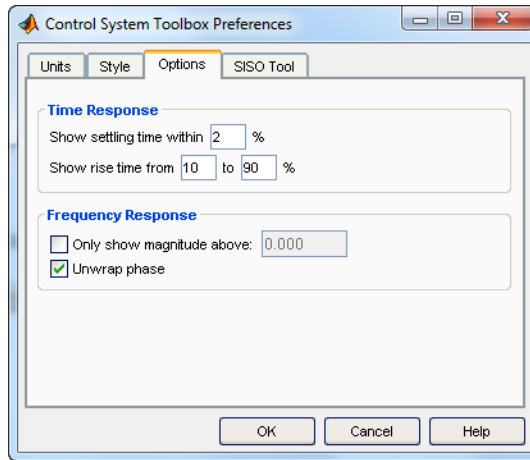 Control System Toolbox Preferences
Units Style Options SISO Tool
Time Response
Show settling time within 2 %
Show rise time from 10 to 90 %
Frequency Response
Only show magnitude above: 0.000
Unwrap phase
OK Cancel Help